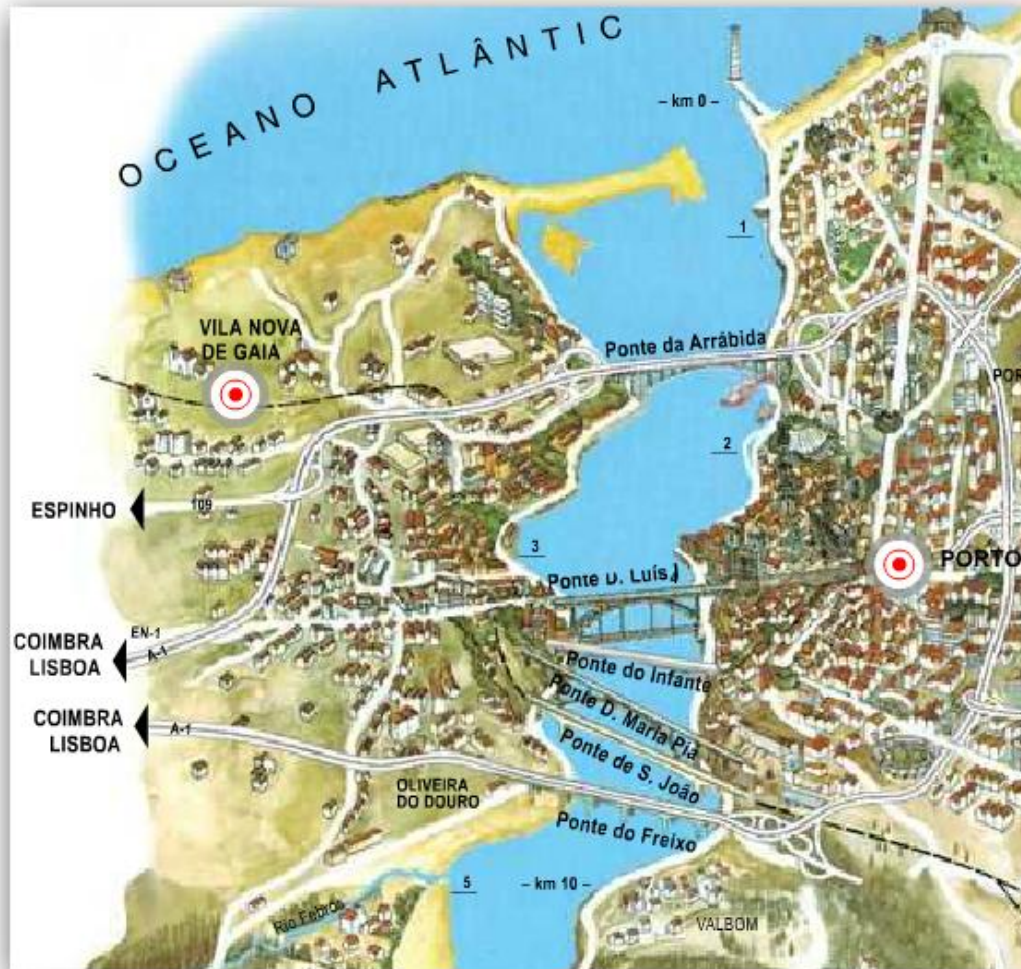 OCEANO ATLÂNTIC
– km 0 –
1
VILA NOVA
DE GAIA
Ponte da Arrábida
POR
2
ESPINHO
109
3
Ponte D. Luís I
PORTO
EN-1
COIMBRA
LISBOA
A-1
Ponte do Infante
Ponte D. Maria Pia
COIMBRA
LISBOA
A-1
Ponte de S. João
OLIVEIRA
DO DOURO
Ponte do Freixo
5
– km 10 –
Rio Febros
VALBOM